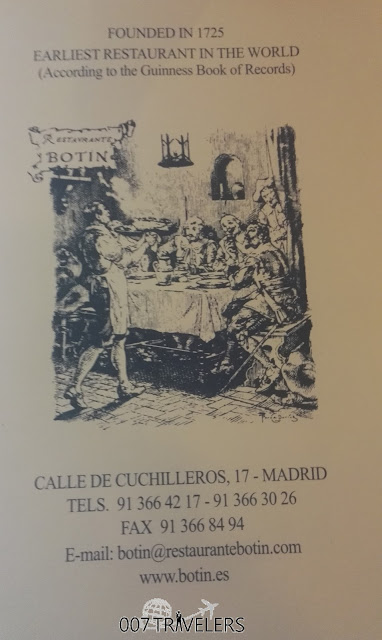 FOUNDED IN 1725
EARLIEST RESTAURANT IN THE WORLD
(According to the Guinness Book of Records)
RESTAURANTE
BOTIN
CALLE DE CUCHILLEROS, 17 - MADRID
TELS. 91 366 42 17 - 91 366 30 26
FAX 91 366 84 94
E-mail: botin@restaurantebotin.com
www.botin.es
007TRAVELERS